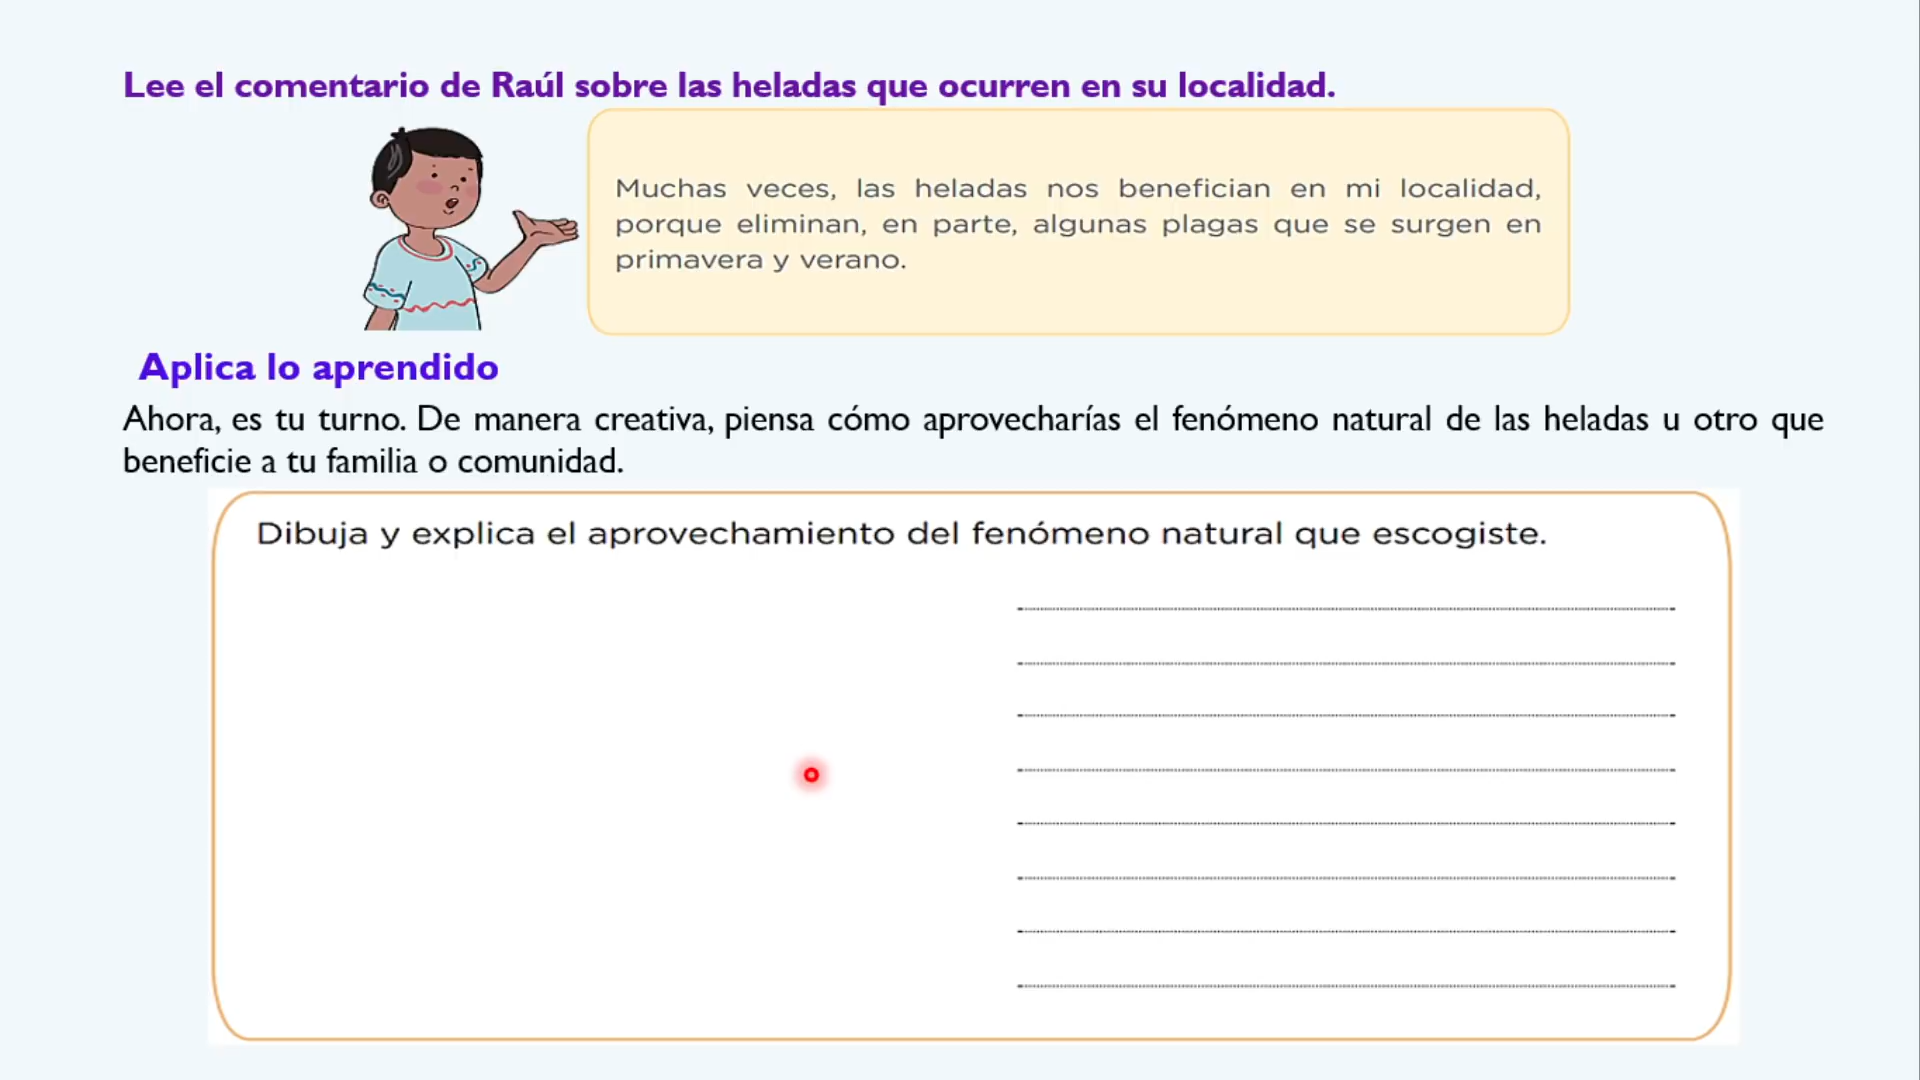 Lee el comentario de Raúl sobre las heladas que ocurren en su localidad.
Muchas veces, las heladas nos benefician en mi localidad,
porque eliminan, en parte, algunas plagas que se surgen en
primavera y verano.
Aplica lo aprendido
Ahora, es tu turno. De manera creativa, piensa cómo aprovecharías el fenómeno natural de las heladas u otro que
beneficie a tu familia o comunidad.
Dibuja y explica el aprovechamiento del fenómeno natural que escogiste.